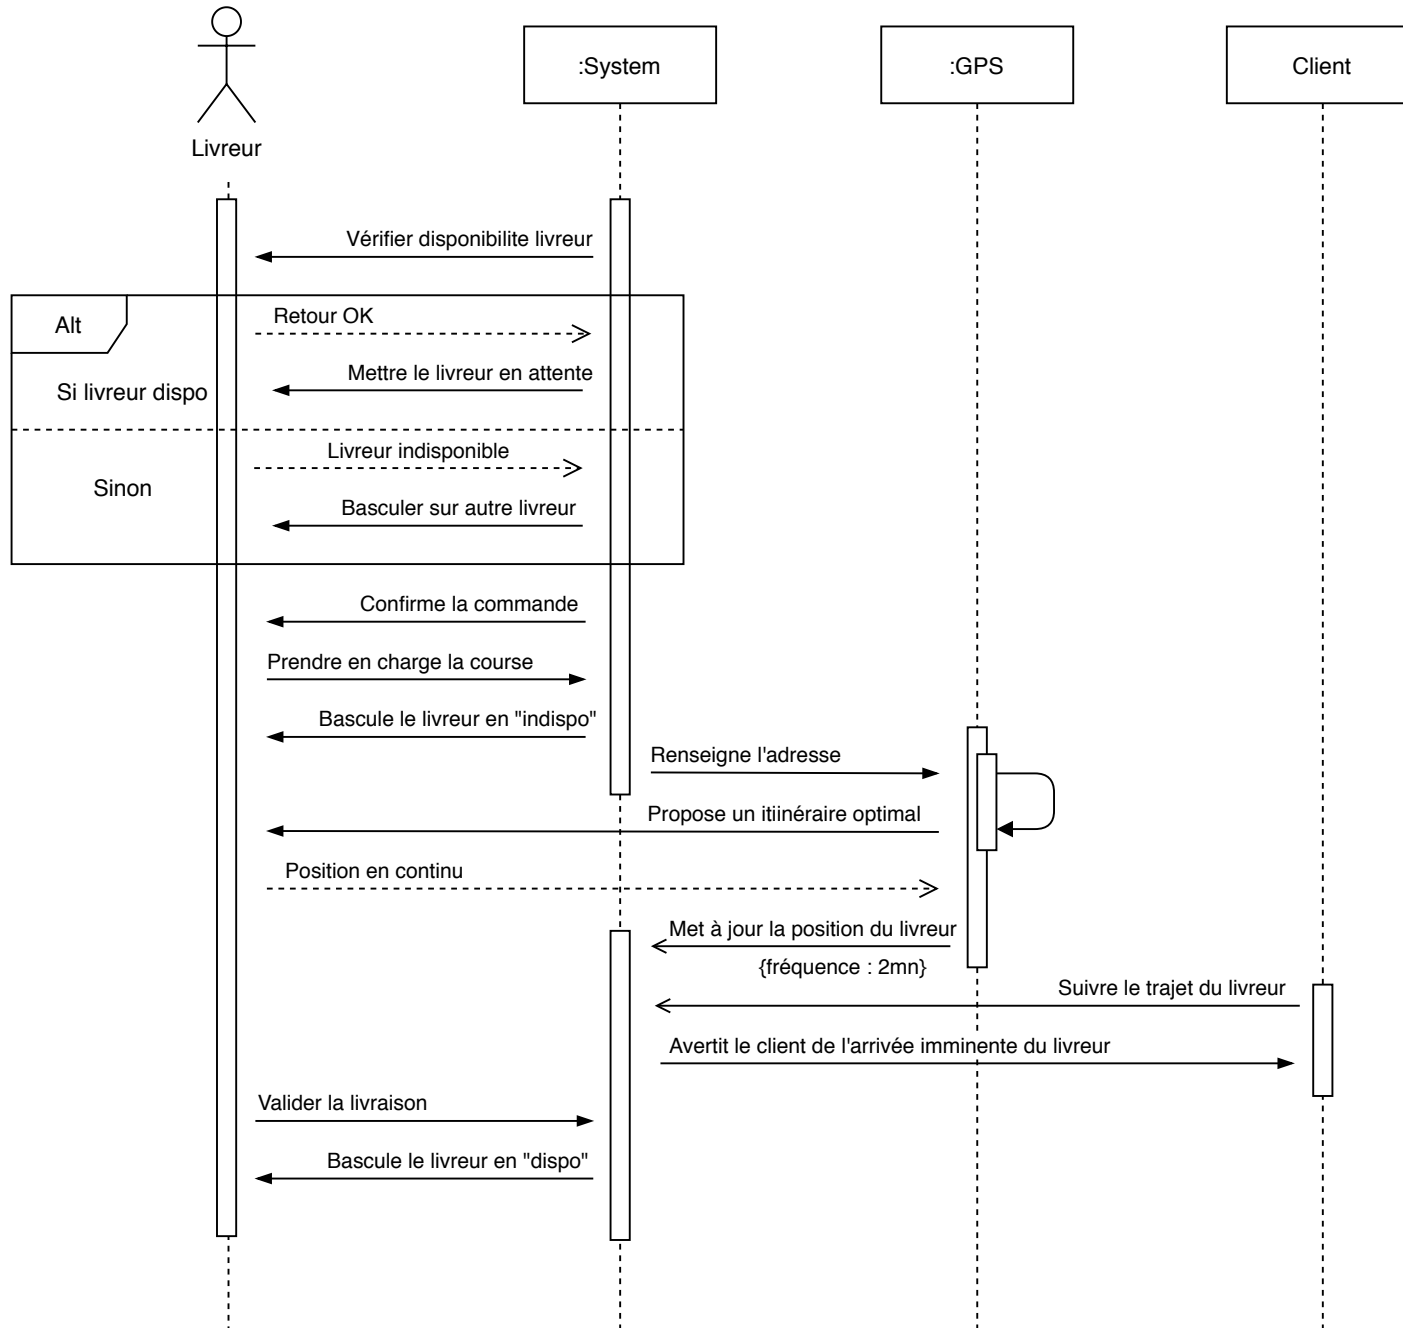 :System
:GPS
Client
Livreur
Vérifier disponibilite livreur
Alt
Retour OK
Mettre le livreur en attente
Si livreur dispo
Livreur indisponible
Sinon
Basculer sur autre livreur
Confirme la commande
Prendre en charge la course
Bascule le livreur en "indispo"
Renseigne l'adresse
Propose un itiinéraire optimal
Position en continu
Met à jour la position du livreur
{fréquence : 2mn}
Suivre le trajet du livreur
Avertit le client de l'arrivée imminente du livreur
Valider la livraison
Bascule le livreur en "dispo"